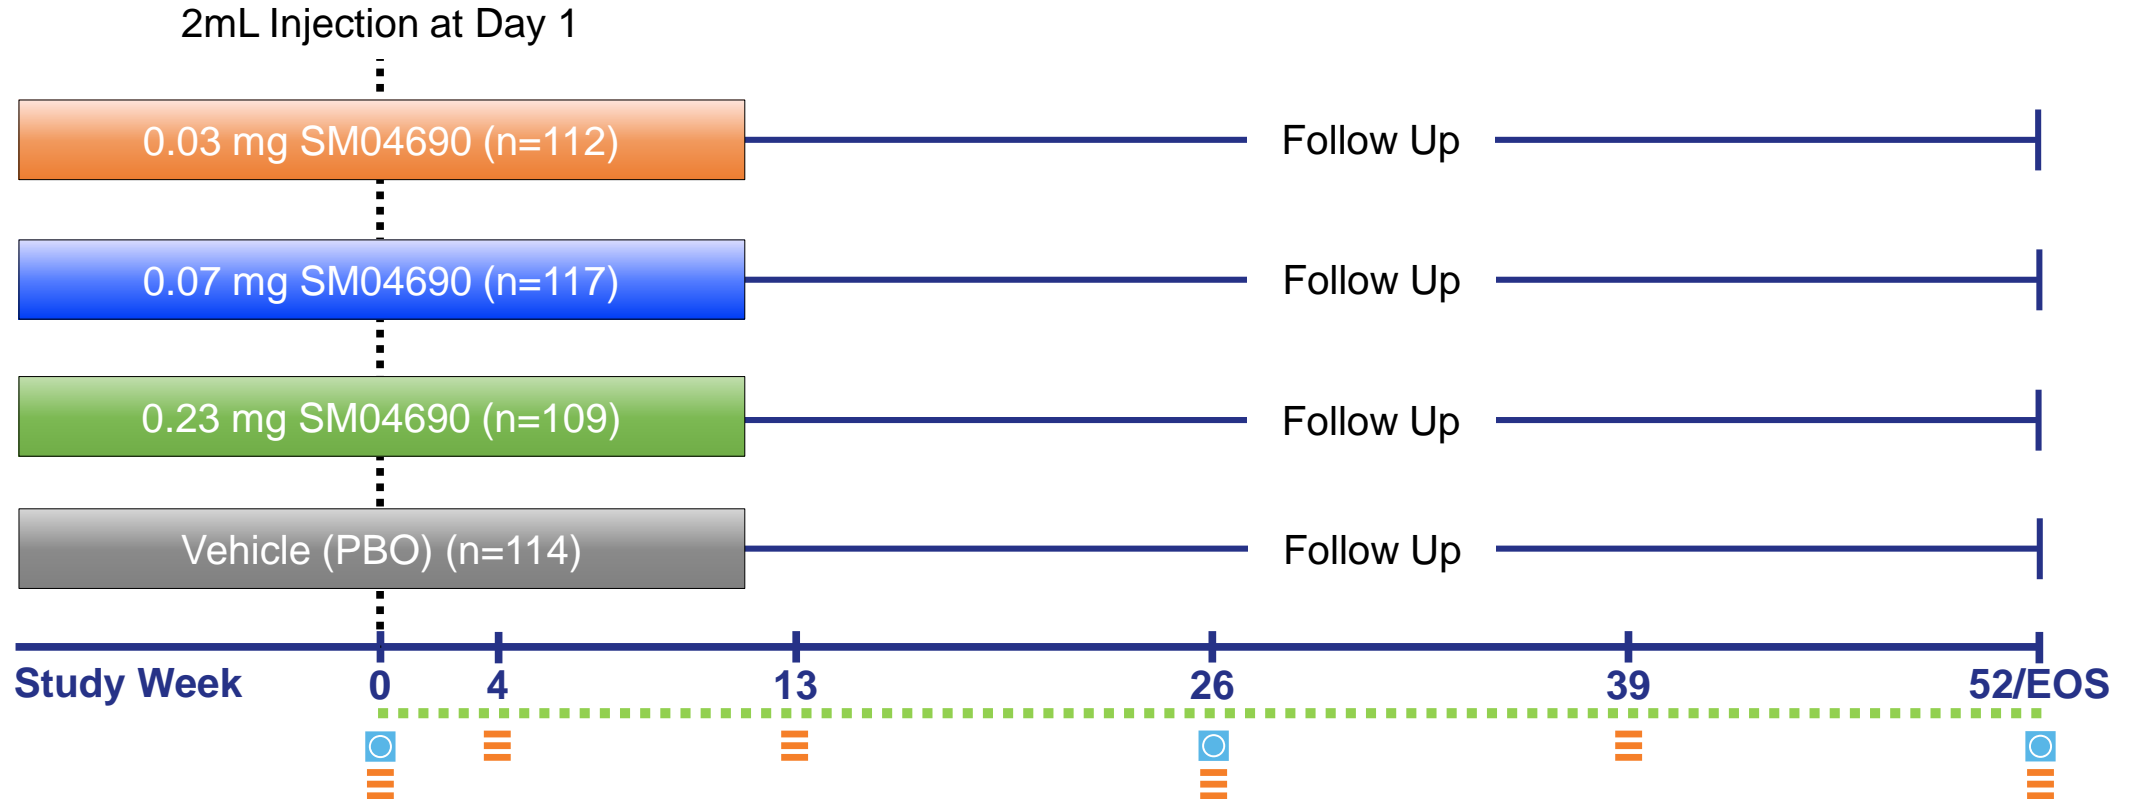 2mL Injection at Day 1
0.03 mg SM04690 (n=112)
Follow Up
0.07 mg SM04690 (n=117)
Follow Up
0.23 mg SM04690 (n=109)
Follow Up
Vehicle (PBO) (n=114)
Follow Up
Study Week 0 4 13 26 39 52/EOS